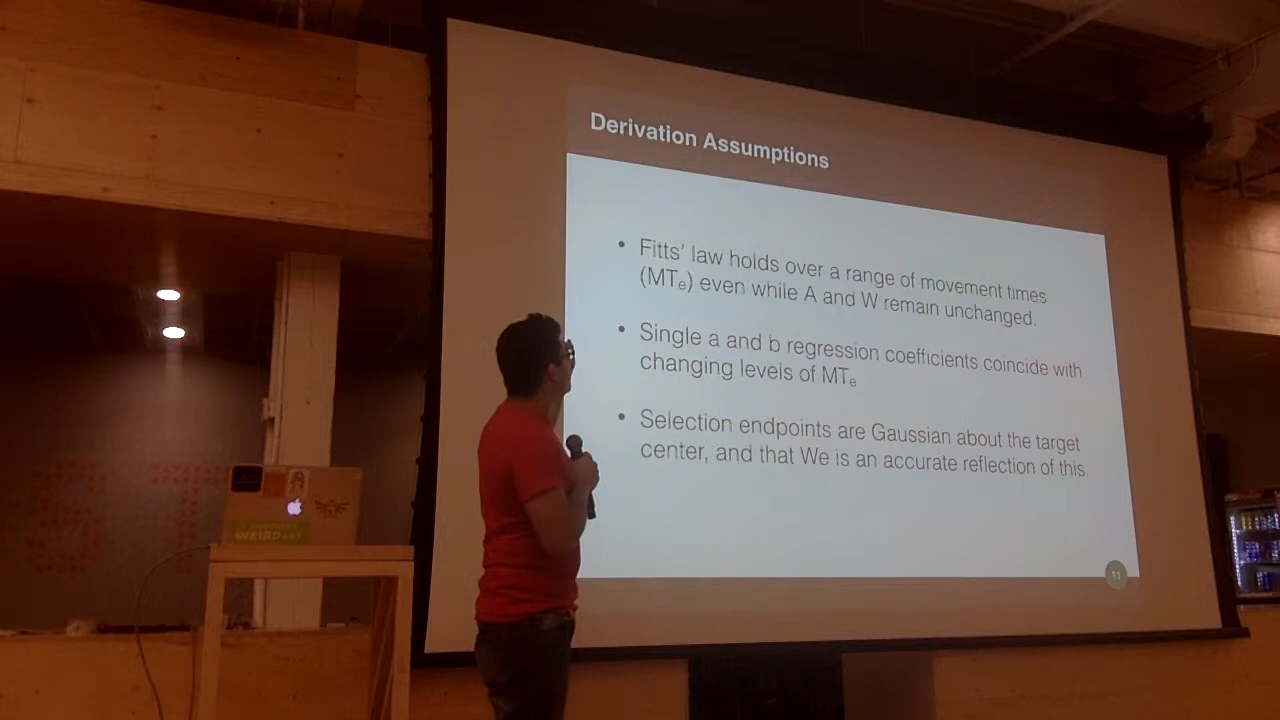 Derivation Assumptions
• Fitts' law holds over a range of movement times
(MTe) even while A and W remain unchanged.
• Single a and b regression coefficients coincide with
changing levels of MTe
• Selection endpoints are Gaussian about the target
center, and that We is an accurate reflection of this.
11
WEIRD